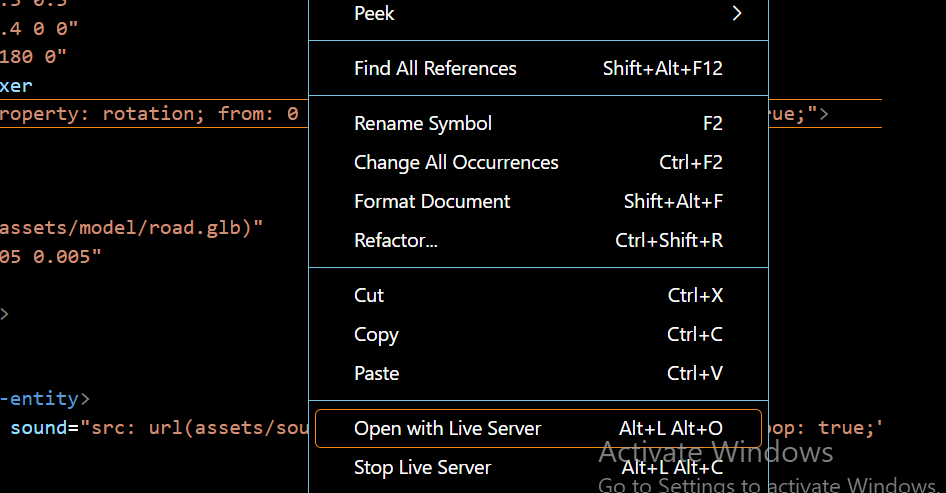 .5 0.5"
Peek
.4 0 0"
180 0"
Find All References Shift+Alt+F12
xer
roperty: rotation; from: 0 rue;">
Rename Symbol F2
Change All Occurrences Ctrl+F2
Format Document Shift+Alt+F
assets/model/road.glb)"
Refactor... Ctrl+Shift+R
05 0.005"
Cut Ctrl+X
>
Copy Ctrl+C
Paste Ctrl+V
-entity>
sound="src: url(assets/sou oop: true;"
Open with Live Server Alt+L Alt+O
Activate Windows
Stop Live Server Alt+L Alt+C
Go to Settings to activate Windows.